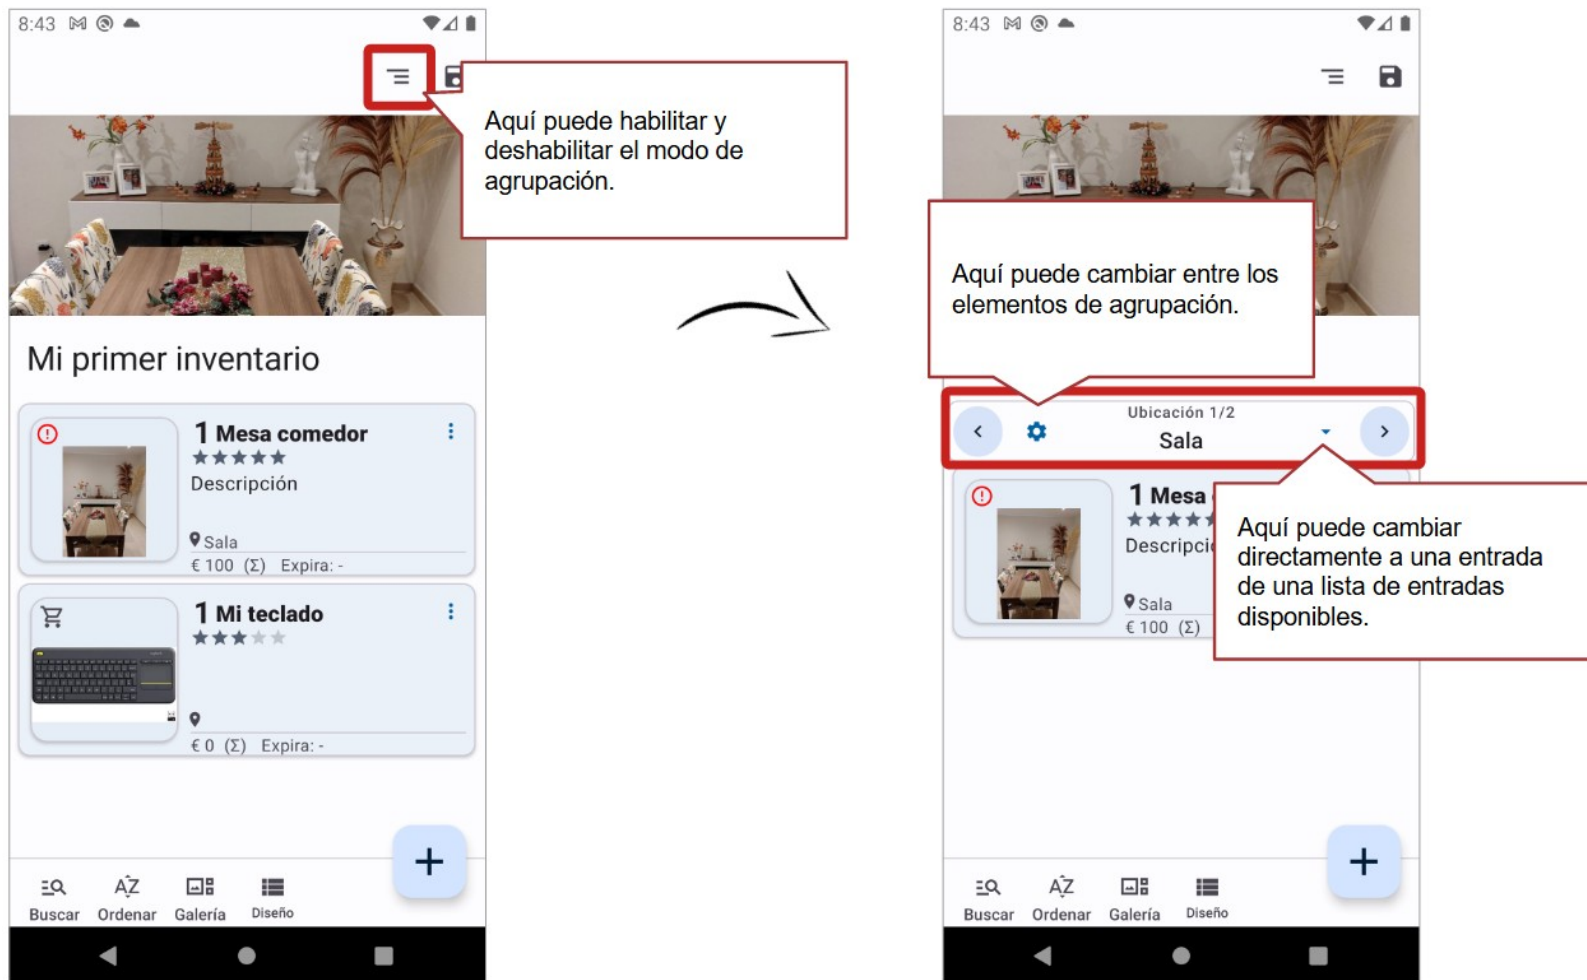 8:43
Aquí puede habilitar y
deshabilitar el modo de
agrupación.
Mi primer inventario
1 Mesa comedor
Descripción
Sala
€ 100 (Σ) Expira: -
1 Mi teclado
€ 0 (Σ) Expira: -
Buscar Ordenar Galería Diseño
8:43
Aquí puede cambiar entre los
elementos de agrupación.
Ubicación 1/2
Sala
1 Mesa
Aquí puede cambiar
directamente a una entrada
de una lista de entradas
disponibles.
Sala
€ 100 (Σ)
Buscar Ordenar Galería Diseño